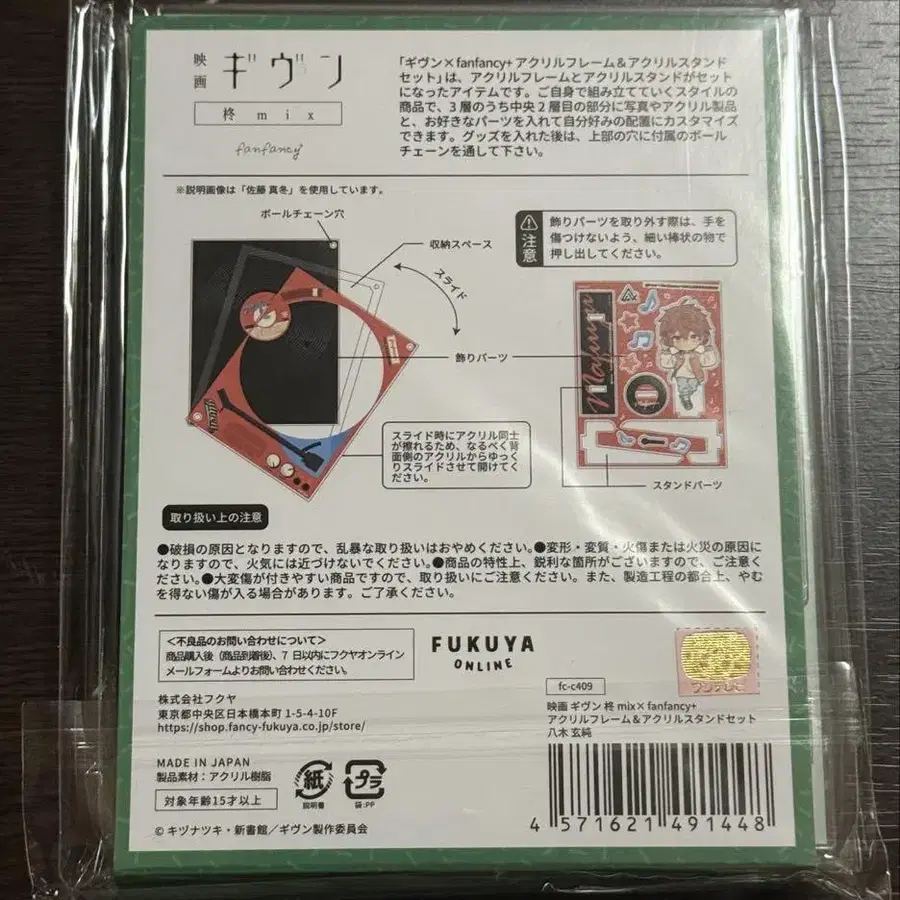 映画 ギヴン
柊 mix
fanfancy+
「ギヴン×fanfancy+ アクリルフレーム＆アクリルスタンド
セット」は、アクリルフレームとアクリルスタンドがセット
になったアイテムです。ご自身で組み立てていくスタイルの
商品で、3層のうち中央2層目の部分に写真やアクリル製品
と、お好きなパーツを入れて自分好みの配置にカスタマイズ
できます。グッズを入れた後は、上部の穴に付属のボール
チェーンを通して下さい。
※説明画像は「佐藤 真冬」を使用しています。
ボールチェーン穴
収納スペース
スライド
飾りパーツ
注意
飾りパーツを取り外す際は、手を
傷つけないよう、細い棒状の物で
押し出してください。
Mafuyu
スライド時にアクリル同士
が擦れるため、なるべく背
面側のアクリルからゆっく
りスライドさせて開けてく
ださい。
スタンドパーツ
取り扱い上の注意
●破損の原因となりますので、乱暴な取り扱いはおやめください。●変形・変質・火傷または火災の原因に
なりますので、火気には近づけないでください。●商品の特性上、鋭利な箇所がございますので、ご注意く
ださい。●大変傷が付きやすい商品ですので、取り扱いにご注意ください。また、製造工程の都合上、やむ
を得ない傷が入る場合があります。ご了承ください。
＜不良品のお問い合わせについて＞
商品購入後（商品到着後）、7日以内にフクヤオンライン
メールフォームよりお問い合わせください。
FUKUYA
ONLINE
株式会社フクヤ
東京都中央区日本橋本町 1-5-4-10F
https://shop.fancy-fukuya.co.jp/store/
fc-c409
映画 ギヴン 柊 mix×fanfancy+
アクリルフレーム＆アクリルスタンドセット
八木 玄純
MADE IN JAPAN
製品素材：アクリル樹脂
対象年齢15才以上
紙
説明書
プラ
袋:PP
© キヅナツキ・新書館／ギヴン製作委員会
4 571621 491448